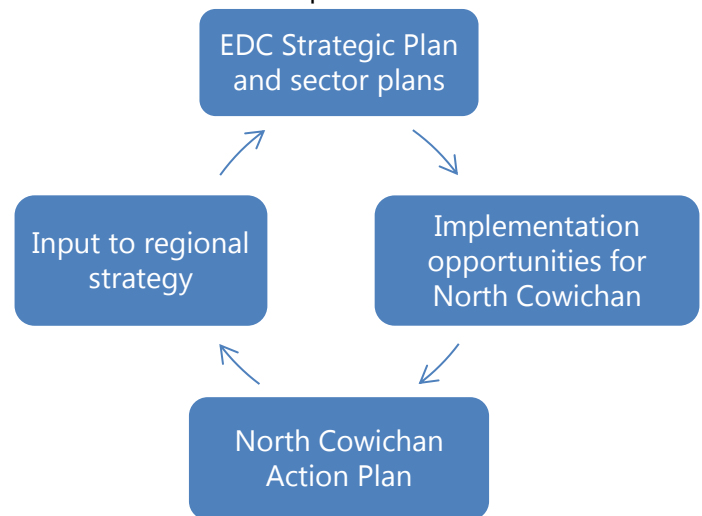 EDC Strategic Plan
and sector plans
Implementation
opportunities for
North Cowichan
North Cowichan
Action Plan
Input to regional
strategy